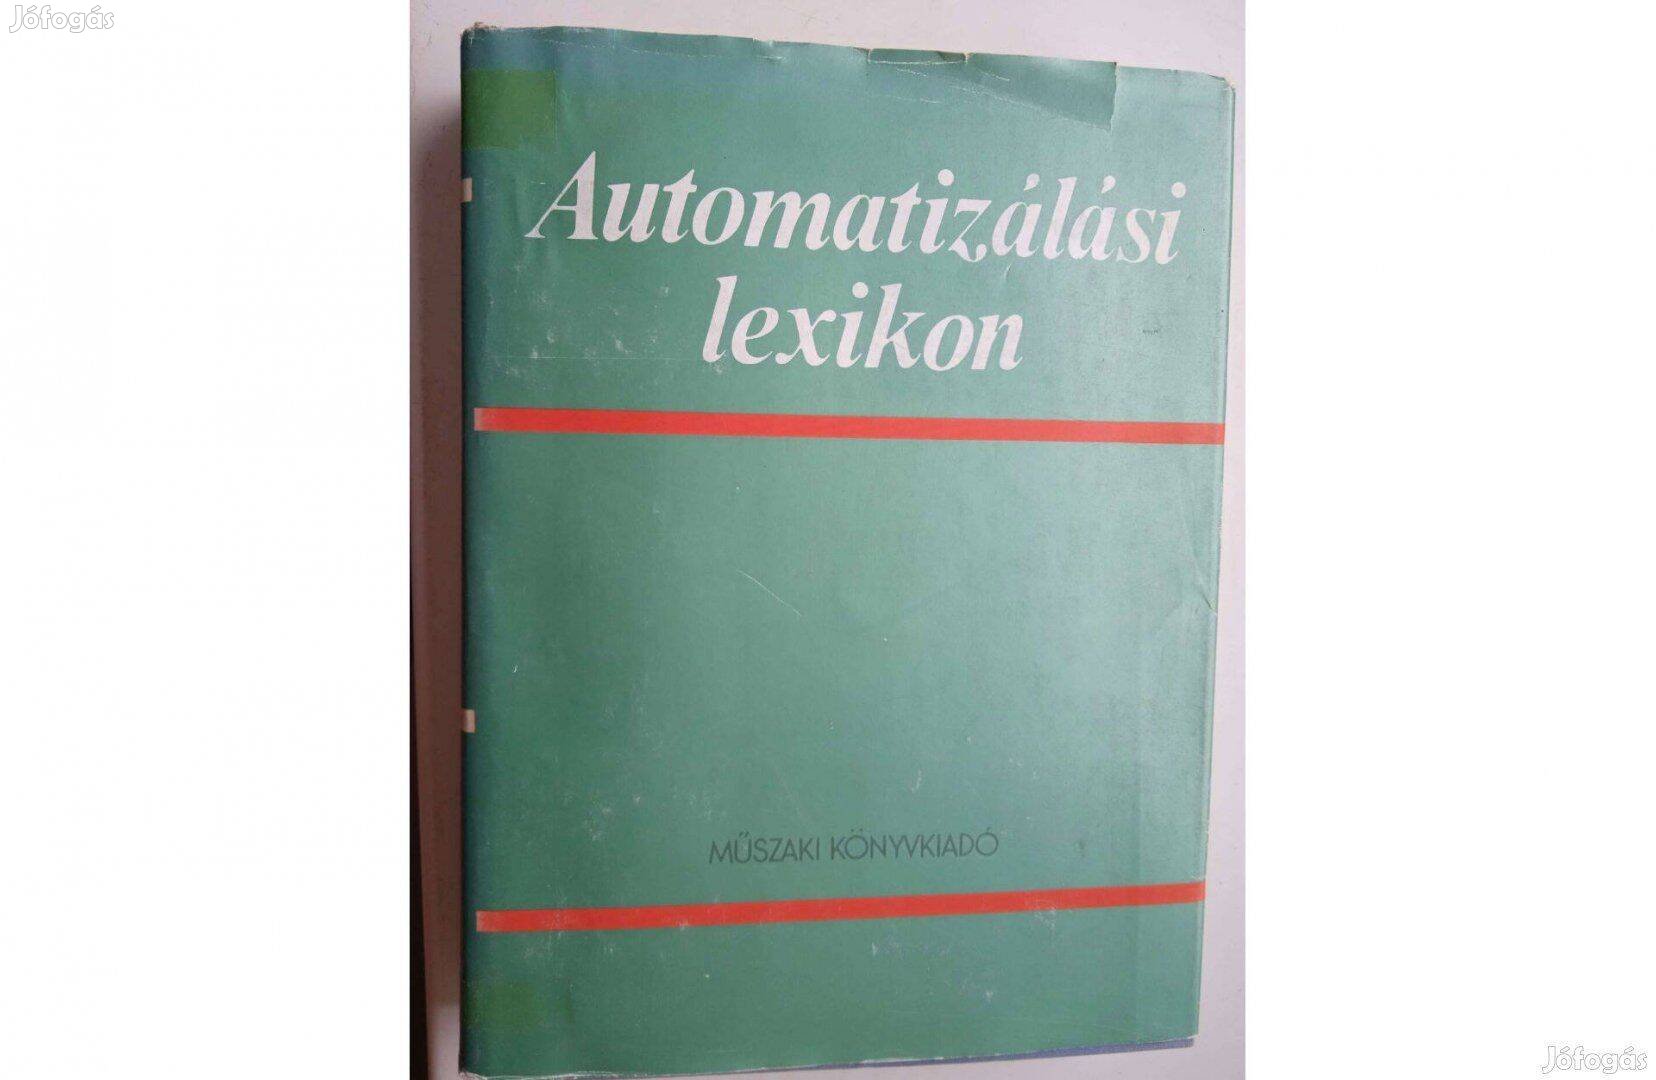 Jófogás
Automatizálási
lexikon
MŰSZAKI KÖNYVKIADÓ
Jófogás